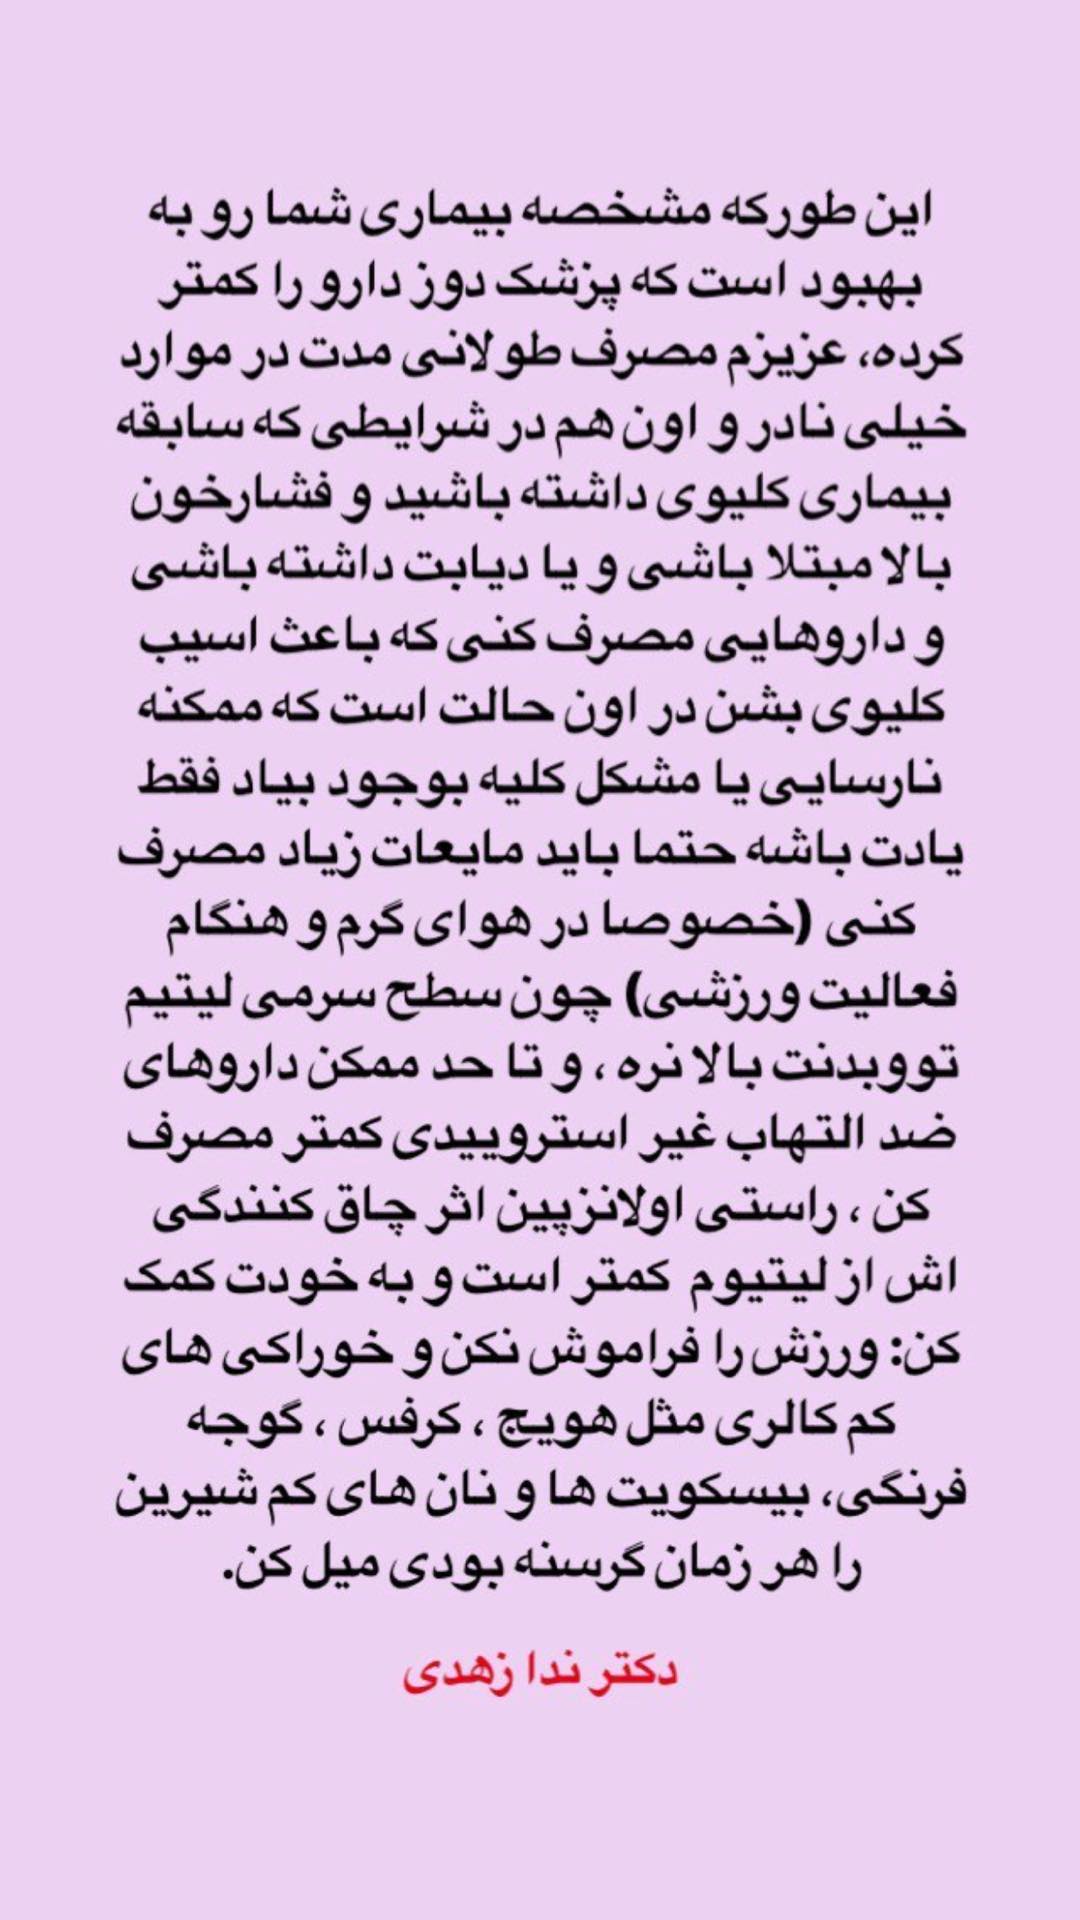 این طورکه مشخصه بیماری شما رو به
بهبود است که پزشک دوز دارو را کمتر
کرده، عزیزم مصرف طولانی مدت در موارد
خیلی نادر و اون هم در شرایطی که سابقه
بیماری کلیوی داشته باشید و فشارخون
بالا مبتلا باشی و یا دیابت داشته باشی
و داروهایی مصرف کنی که باعث اسیب
کلیوی بشن در اون حالت است که ممکنه
نارسایی یا مشکل کلیه بوجود بیاد فقط
یادت باشه حتما باید مایعات زیاد مصرف
کنی (خصوصا در هوای گرم و هنگام
فعالیت ورزشی) چون سطح سرمی لیتیم
تووبدنت بالا نره ، و تا حد ممکن داروهای
ضد التهاب غیر استروییدی کمتر مصرف
کن ، راستی اولانزپین اثر چاق کنندگی
اش از لیتیوم کمتر است و به خودت کمک
کن: ورزش را فراموش نکن و خوراکی های
کم کالری مثل هویج ، کرفس ، گوجه
فرنگی، بیسکویت ها و نان های کم شیرین
را هر زمان گرسنه بودی میل کن.
دکتر ندا زهدی